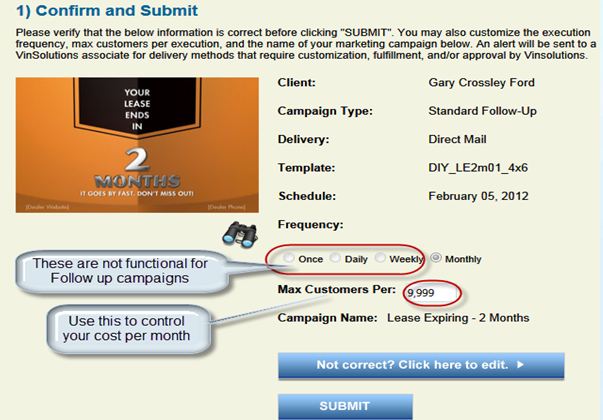 1) Confirm and Submit
Please verify that the below information is correct before clicking "SUBMIT". You may also customize the execution
frequency, max customers per execution, and the name of your marketing campaign below. An alert will be sent to a
VinSolutions associate for delivery methods that require customization, fulfillment, and/or approval by Vinsolutions.
YOUR
LEASE
ENDS
IN
2
MONTHS
IT GOES BY FAST. DON'T MISS OUT!
[Dealer Website] [Dealer Phone]
Client: Gary Crossley Ford
Campaign Type: Standard Follow-Up
Delivery: Direct Mail
Template: DIY_LE2m01_4x6
Schedule: February 05, 2012
Frequency:
Once Daily Weekly Monthly
These are not functional for
Follow up campaigns
Max Customers Per: 9,999
Use this to control
your cost per month
Campaign Name: Lease Expiring - 2 Months
Not correct? Click here to edit.
SUBMIT